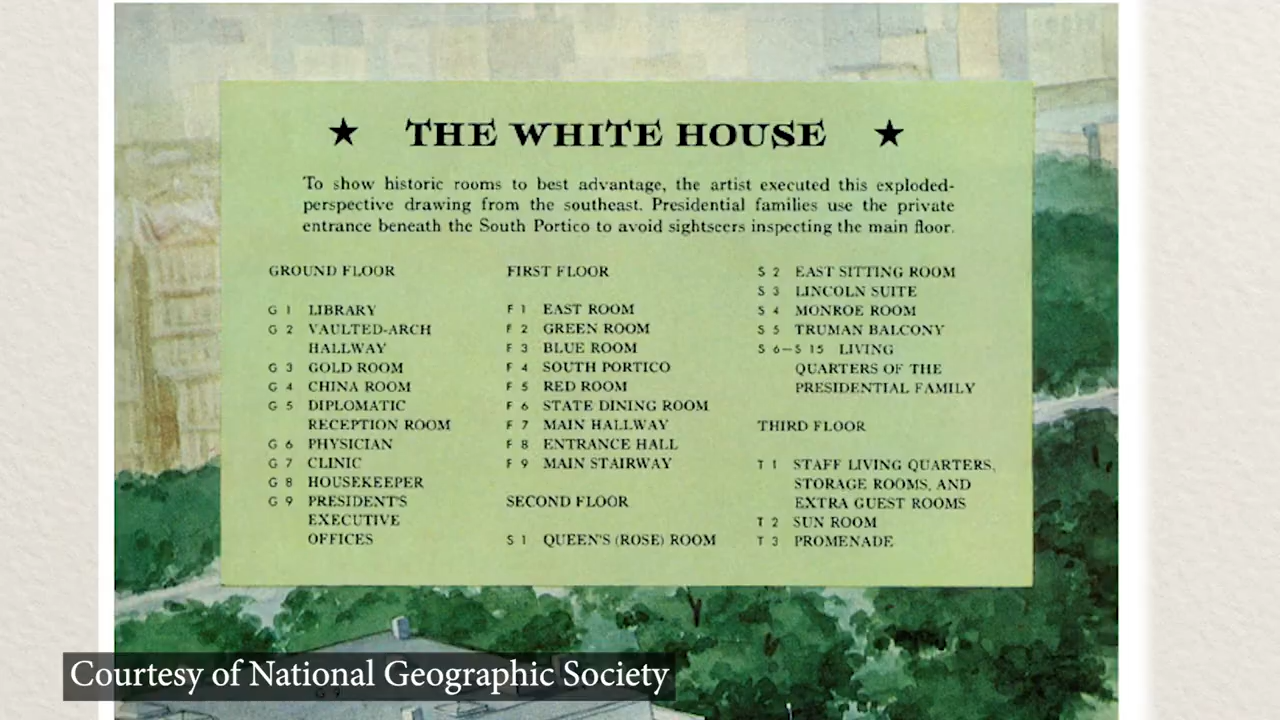 ★ THE WHITE HOUSE ★
To show historic rooms to best advantage, the artist executed this exploded-
perspective drawing from the southeast. Presidential families use the private
entrance beneath the South Portico to avoid sightseers inspecting the main floor.
GROUND FLOOR
G 1 LIBRARY
G 2 VAULTED-ARCH
HALLWAY
G 3 GOLD ROOM
G 4 CHINA ROOM
G 5 DIPLOMATIC
RECEPTION ROOM
G 6 PHYSICIAN
G 7 CLINIC
G 8 HOUSEKEEPER
G 9 PRESIDENT'S
EXECUTIVE
OFFICES
FIRST FLOOR
F 1 EAST ROOM
F 2 GREEN ROOM
F 3 BLUE ROOM
F 4 SOUTH PORTICO
F 5 RED ROOM
F 6 STATE DINING ROOM
F 7 MAIN HALLWAY
F 8 ENTRANCE HALL
F 9 MAIN STAIRWAY
SECOND FLOOR
S 1 QUEEN'S (ROSE) ROOM
S 2 EAST SITTING ROOM
S 3 LINCOLN SUITE
S 4 MONROE ROOM
S 5 TRUMAN BALCONY
S 6–S 15 LIVING
QUARTERS OF THE
PRESIDENTIAL FAMILY
THIRD FLOOR
T 1 STAFF LIVING QUARTERS,
STORAGE ROOMS, AND
EXTRA GUEST ROOMS
T 2 SUN ROOM
T 3 PROMENADE
Courtesy of National Geographic Society